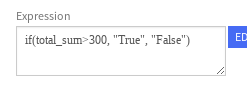 Expression
if(total_sum>300, "True", "False")
ED